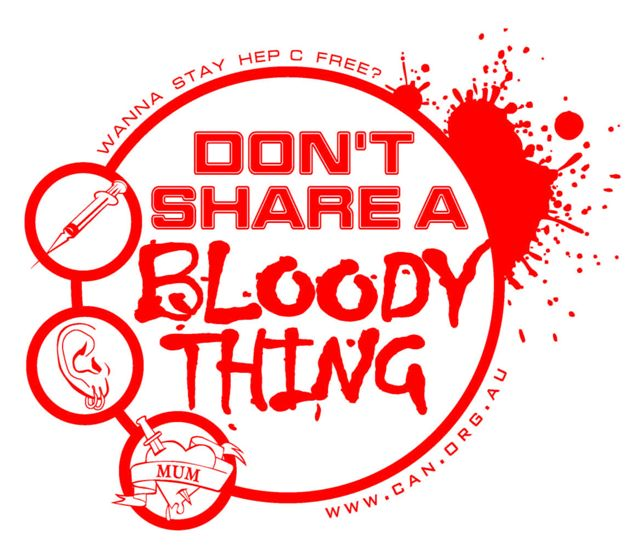 WANNA STAY HEP C FREE?
DON'T
SHARE A
BLOODY
THING
MUM
WWW.CAN.ORG.AU